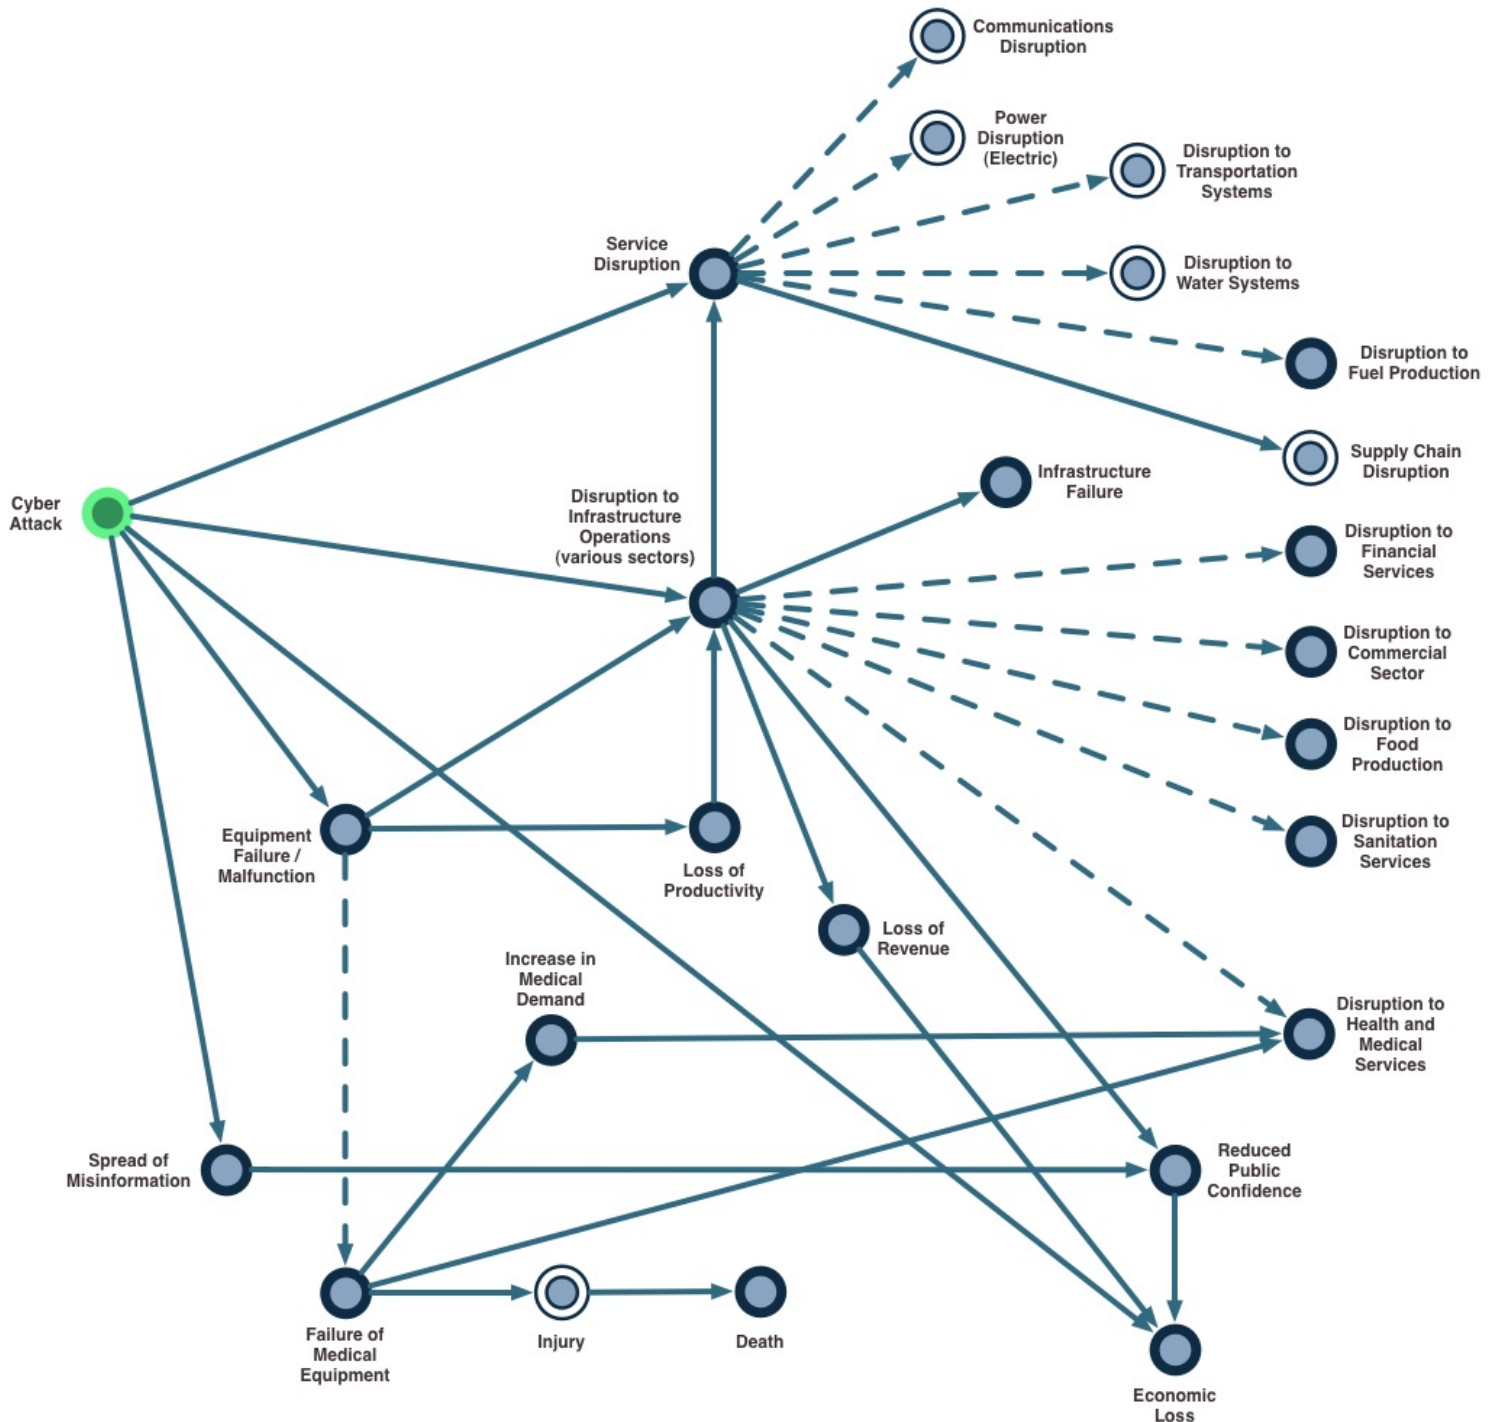 Communications
Disruption
Power
Disruption
(Electric)
Disruption to
Transportation
Systems
Service
Disruption
Disruption to
Water Systems
Disruption to
Fuel Production
Supply Chain
Disruption
Infrastructure
Failure
Cyber
Attack
Disruption to
Infrastructure
Operations
(various sectors)
Disruption to
Financial
Services
Disruption to
Commercial
Sector
Disruption to
Food
Production
Disruption to
Sanitation
Services
Equipment
Failure /
Malfunction
Loss of
Productivity
Loss of
Revenue
Increase in
Medical
Demand
Disruption to
Health and
Medical
Services
Spread of
Misinformation
Reduced
Public
Confidence
Failure of
Medical
Equipment
Injury
Death
Economic
Loss